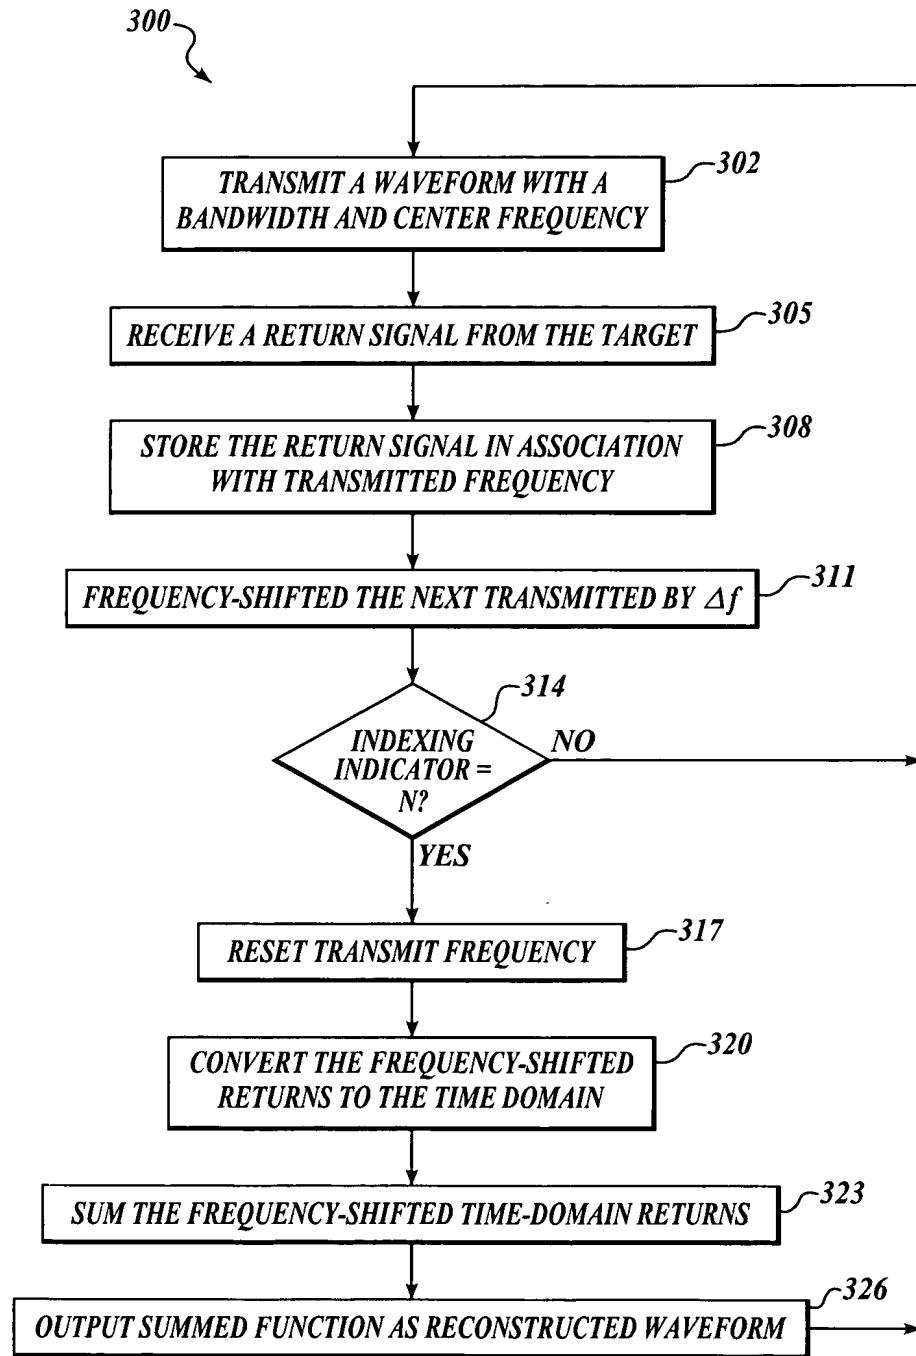 300
TRANSMIT A WAVEFORM WITH A
BANDWIDTH AND CENTER FREQUENCY
302
RECEIVE A RETURN SIGNAL FROM THE TARGET
305
STORE THE RETURN SIGNAL IN ASSOCIATION
WITH TRANSMITTED FREQUENCY
308
FREQUENCY-SHIFTED THE NEXT TRANSMITTED BY Δf
311
INDEXING
INDICATOR =
N?
314
NO
YES
RESET TRANSMIT FREQUENCY
317
CONVERT THE FREQUENCY-SHIFTED
RETURNS TO THE TIME DOMAIN
320
SUM THE FREQUENCY-SHIFTED TIME-DOMAIN RETURNS
323
OUTPUT SUMMED FUNCTION AS RECONSTRUCTED WAVEFORM
326